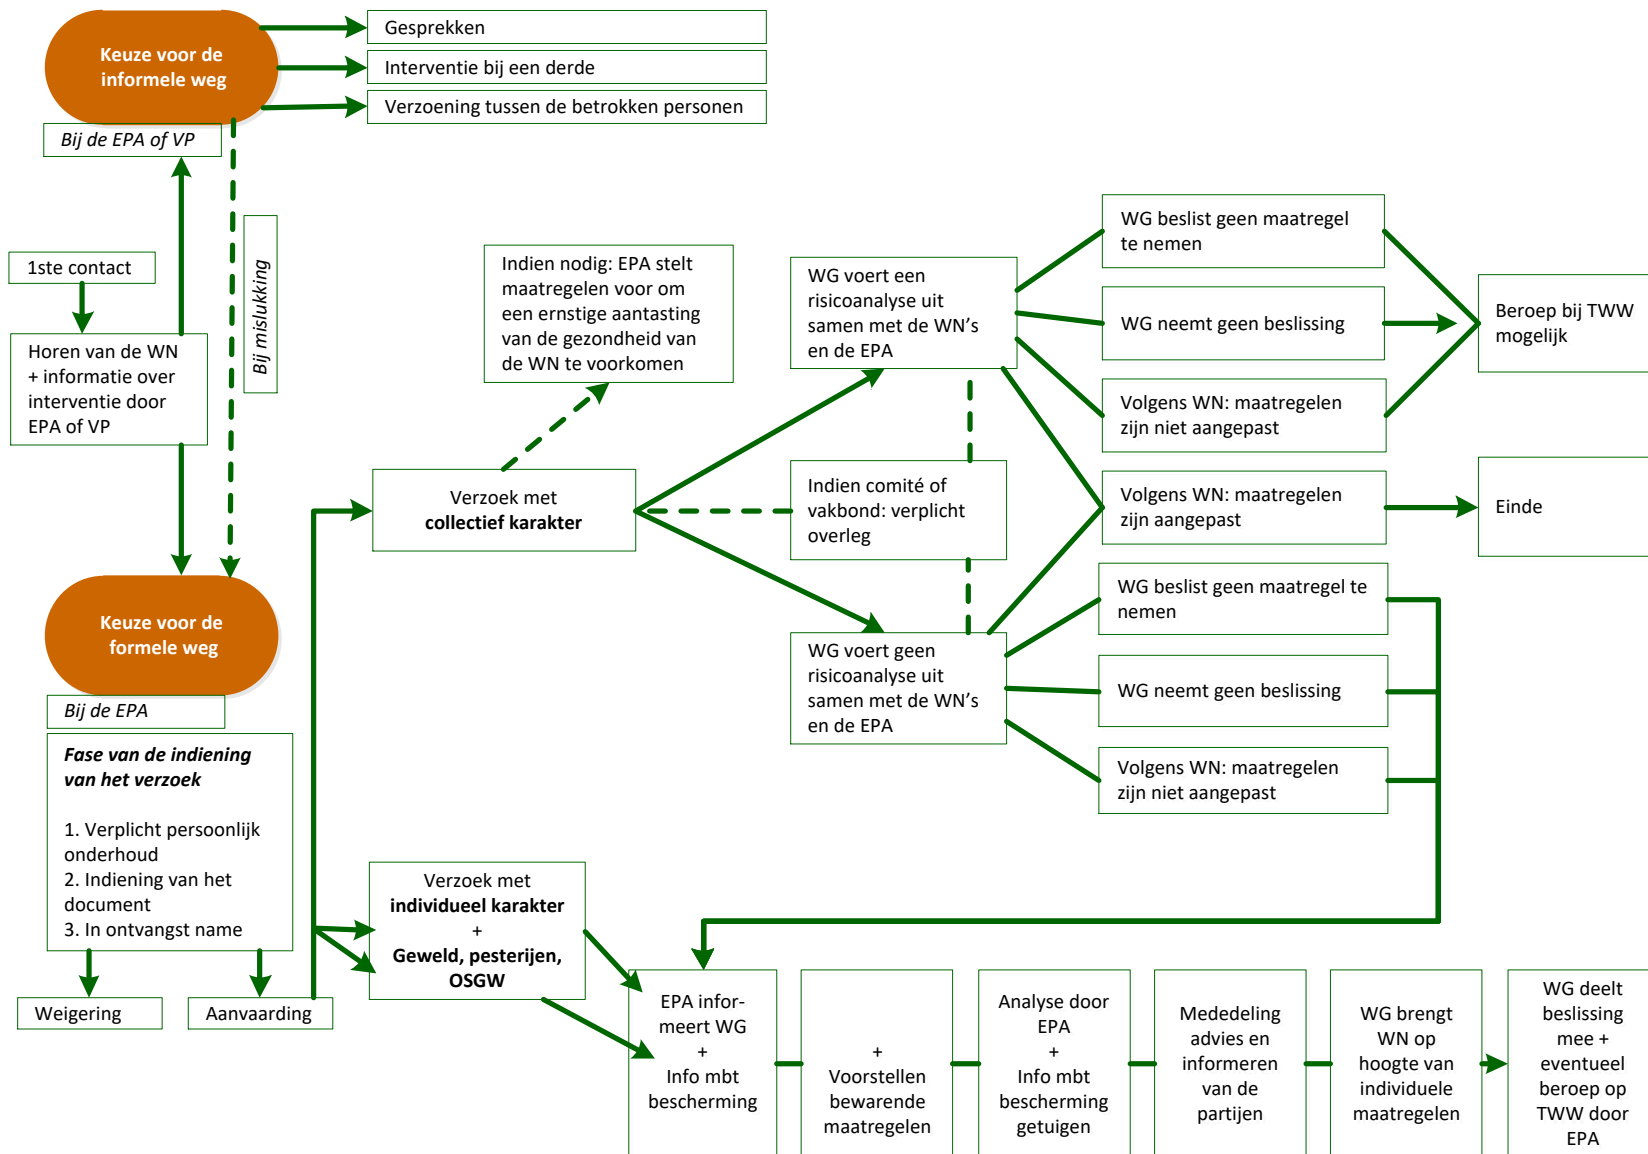 Keuze voor de
informele weg
Bij de EPA of VP
Gesprekken
Interventie bij een derde
Verzoening tussen de betrokken personen
Bij mislukking
1ste contact
Horen van de WN
+ informatie over
interventie door
EPA of VP
Keuze voor de
formele weg
Bij de EPA
Fase van de indiening
van het verzoek
1. Verplicht persoonlijk
onderhoud
2. Indiening van het
document
3. In ontvangst name
Weigering
Aanvaarding
Indien nodig: EPA stelt
maatregelen voor om
een ernstige aantasting
van de gezondheid van
de WN te voorkomen
Verzoek met
collectief karakter
WG voert een
risicoanalyse uit
samen met de WN's
en de EPA
Indien comité of
vakbond: verplicht
overleg
WG voert geen
risicoanalyse uit
samen met de WN's
en de EPA
WG beslist geen maatregel
te nemen
WG neemt geen beslissing
Volgens WN: maatregelen
zijn niet aangepast
Volgens WN: maatregelen
zijn aangepast
WG beslist geen maatregel te
nemen
WG neemt geen beslissing
Volgens WN: maatregelen
zijn niet aangepast
Beroep bij TWW
mogelijk
Einde
Verzoek met
individueel karakter
+
Geweld, pesterijen,
OSGW
EPA infor-
meert WG
+
Info mbt
bescherming
+
Voorstellen
bewarende
maatregelen
Analyse door
EPA
+
Info mbt
bescherming
getuigen
Mededeling
advies en
informeren
van de
partijen
WG brengt
WN op
hoogte van
individuele
maatregelen
WG deelt
beslissing
mee +
eventueel
beroep op
TWW door
EPA